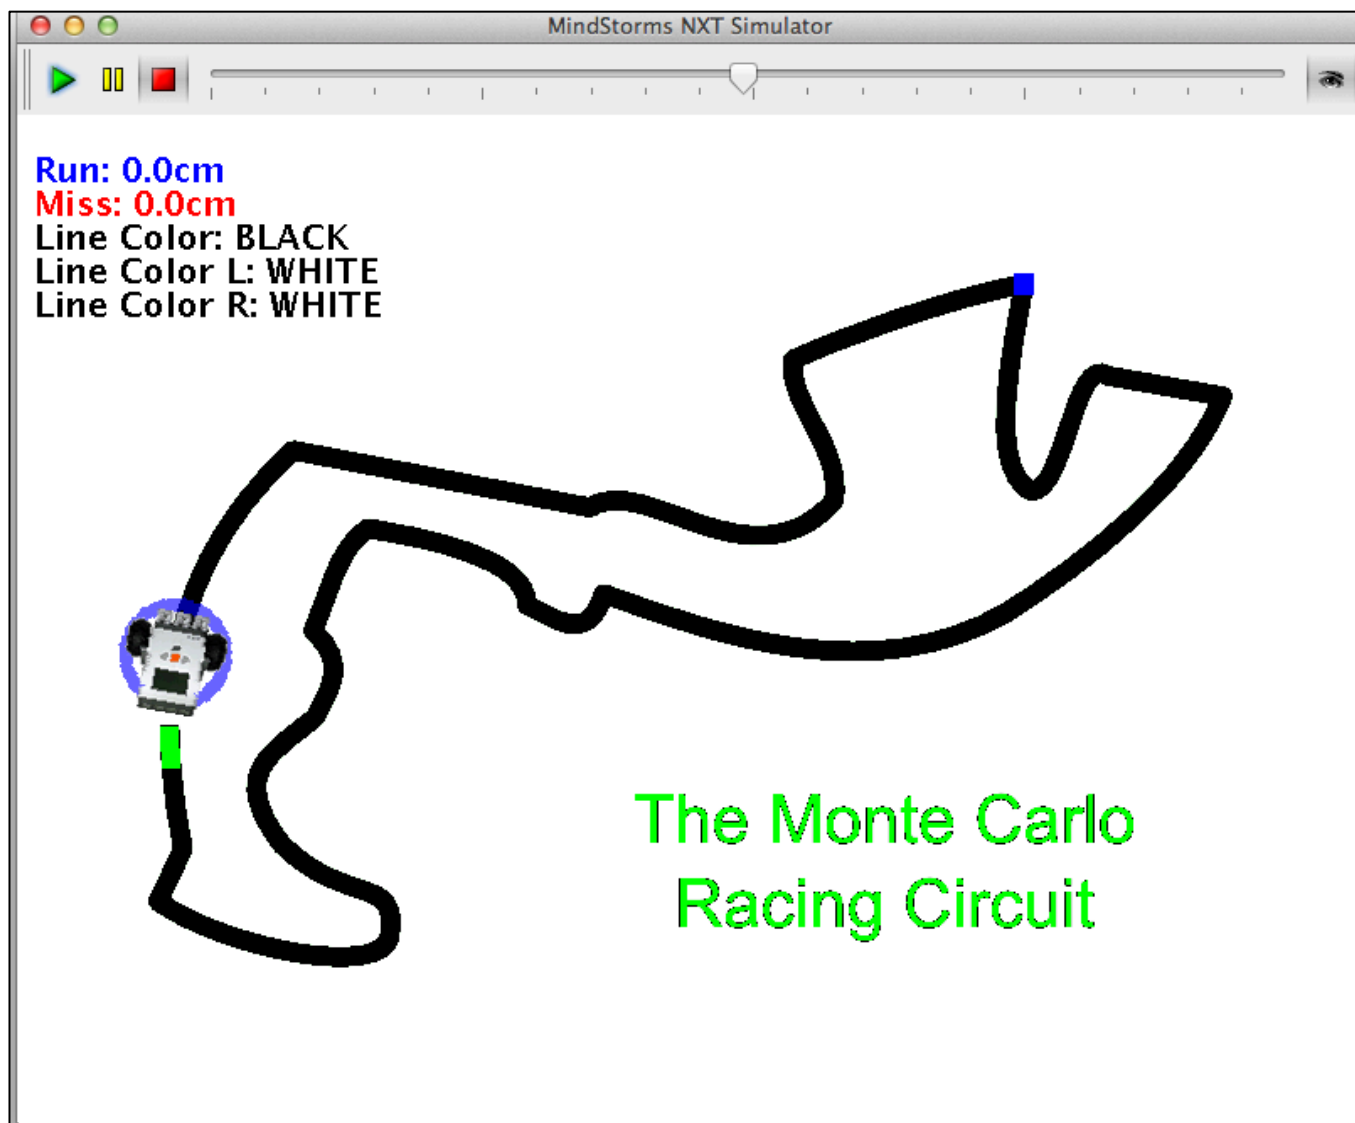 MindStorms NXT Simulator
Run: 0.0cm
Miss: 0.0cm
Line Color: BLACK
Line Color L: WHITE
Line Color R: WHITE
The Monte Carlo
Racing Circuit